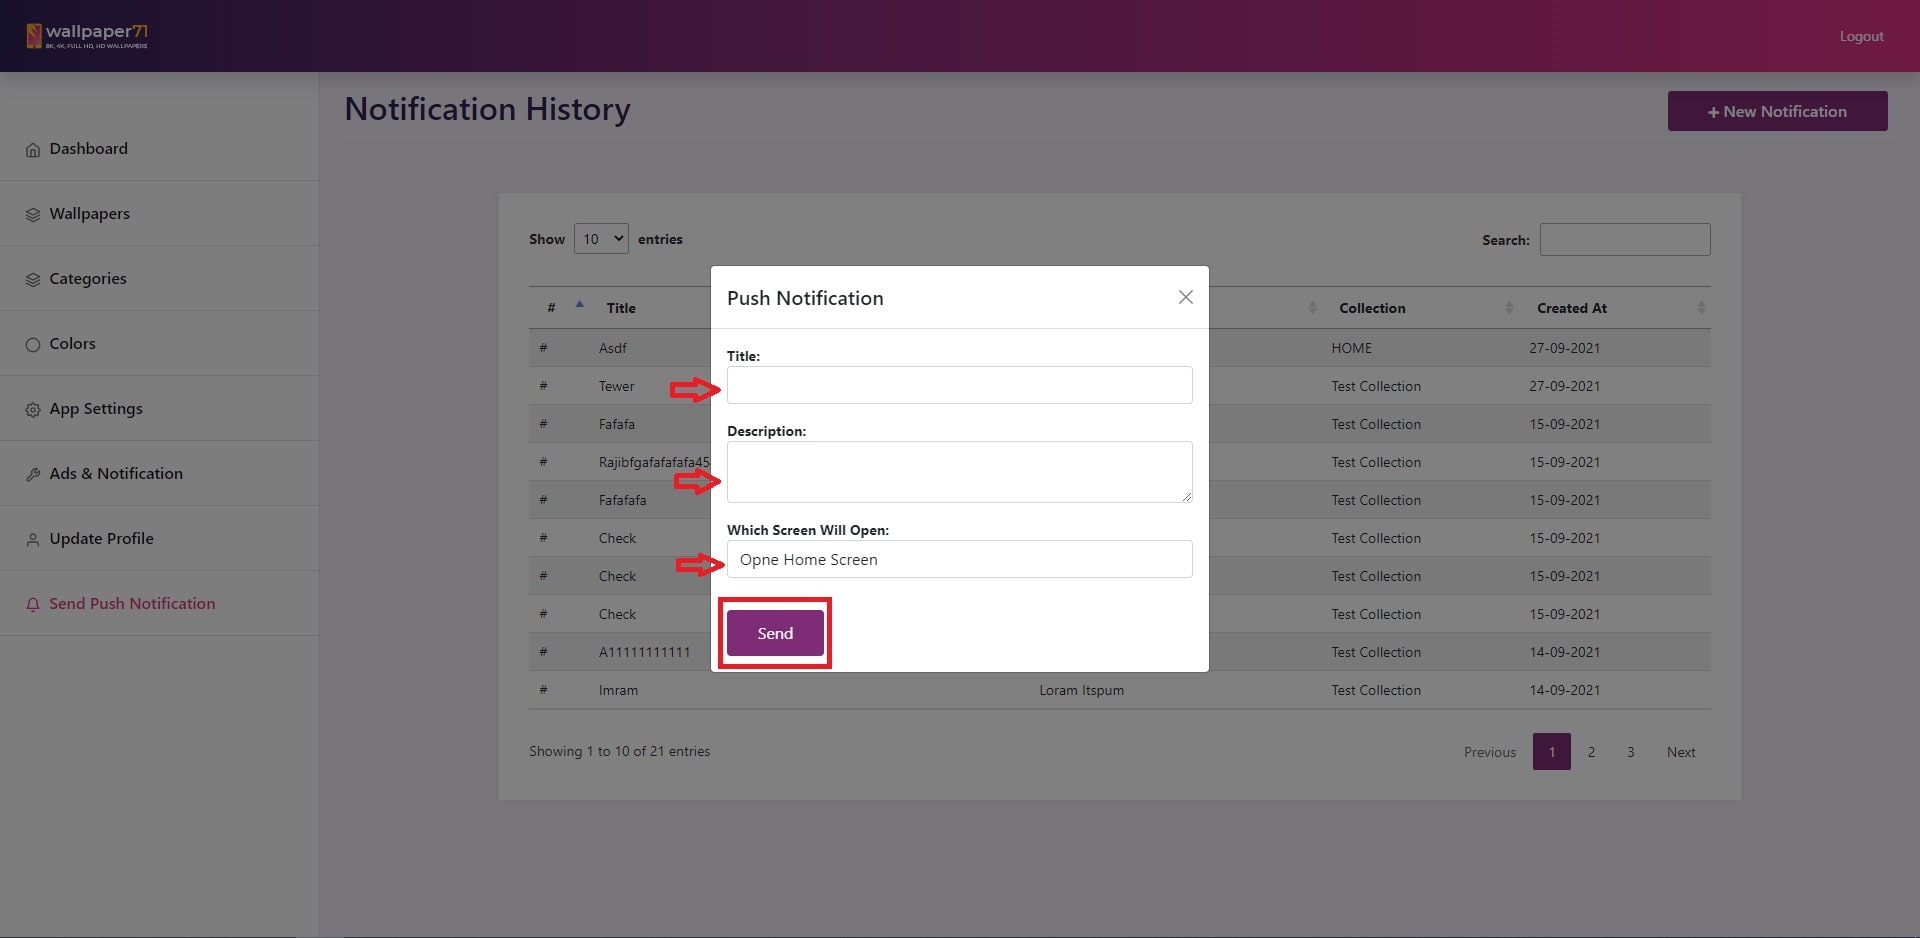 wallpaper71
8K, 4K, FULL HD, HD WALLPAPERS
Logout
Dashboard
Wallpapers
Categories
Colors
App Settings
Ads & Notification
Update Profile
Send Push Notification
Notification History
+ New Notification
Show 10 entries
Search:
# Title Collection Created At
# Asdf HOME 27-09-2021
# Tewer Test Collection 27-09-2021
# Fafafa Test Collection 15-09-2021
# Rajibfgafafafafa45 Test Collection 15-09-2021
# Fafafafa Test Collection 15-09-2021
# Check Test Collection 15-09-2021
# Check Test Collection 15-09-2021
# Check Test Collection 15-09-2021
# A11111111111 Test Collection 14-09-2021
# Imram Loram Itspum Test Collection 14-09-2021
Showing 1 to 10 of 21 entries
Previous 1 2 3 Next
Push Notification
Title:
Description:
Which Screen Will Open:
Opne Home Screen
Send